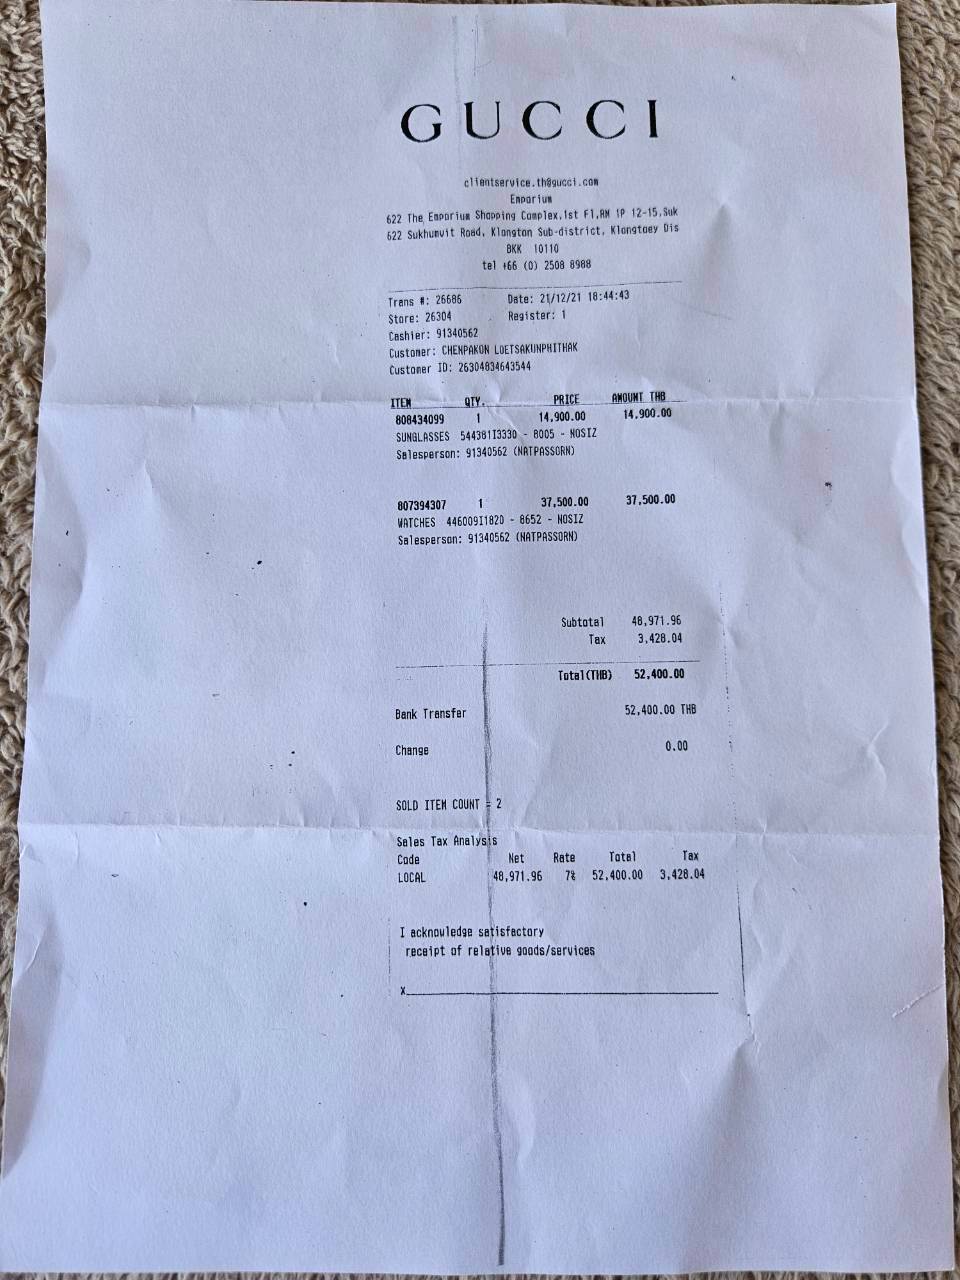 GUCCI
clientservice.th@gucci.com
Emporium
622 The Emporium Shopping Complex,1st Fl,RM 1P 12-15,Suk
622 Sukhumvit Road, Klongton Sub-district, Klongtoey Dis
BKK 10110
tel +66 (0) 2508 8988
Trans #: 26686 Date: 21/12/21 18:44:43
Store: 26304 Register: 1
Cashier: 91340562
Customer: CHENPAKON LOETSAKUNPHITHAK
Customer ID: 26304834643544
ITEM QTY. PRICE AMOUNT THB
808434099 1 14,900.00 14,900.00
SUNGLASSES 544381I3330 - 8005 - NOSIZ
Salesperson: 91340562 (NATPASSORN)
807394307 1 37,500.00 37,500.00
WATCHES 446009I1820 - 8652 - NOSIZ
Salesperson: 91340562 (NATPASSORN)
Subtotal 48,971.96
Tax 3,428.04
Total(THB) 52,400.00
Bank Transfer 52,400.00 THB
Change 0.00
SOLD ITEM COUNT = 2
Sales Tax Analysis
Code Net Rate Total Tax
LOCAL 48,971.96 7% 52,400.00 3,428.04
I acknowledge satisfactory
receipt of relative goods/services
x